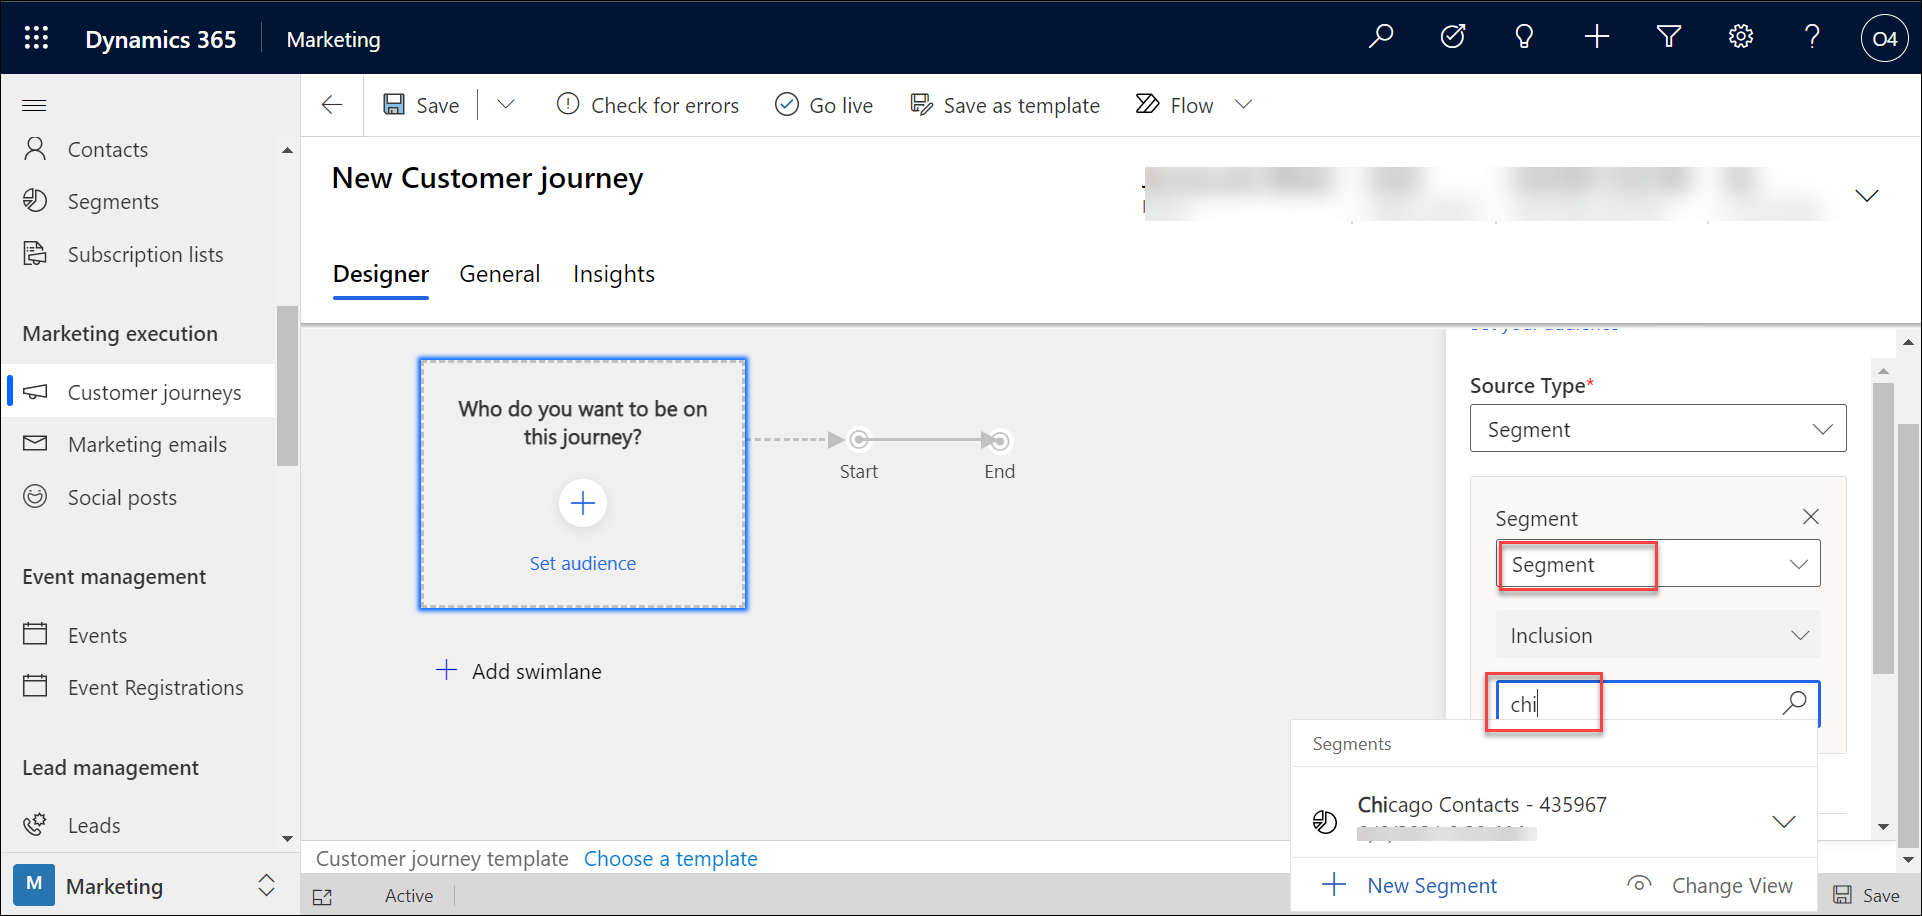 Dynamics 365
Marketing
O4
Save
Check for errors
Go live
Save as template
Flow
Contacts
Segments
Subscription lists
Marketing execution
Customer journeys
Marketing emails
Social posts
Event management
Events
Event Registrations
Lead management
Leads
M Marketing
New Customer journey
Designer
General
Insights
Who do you want to be on
this journey?
Set audience
Start
End
Add swimlane
Source Type*
Segment
Segment
Segment
Inclusion
chi
Segments
Chicago Contacts - 435967
New Segment
Change View
Customer journey template Choose a template
Active
Save